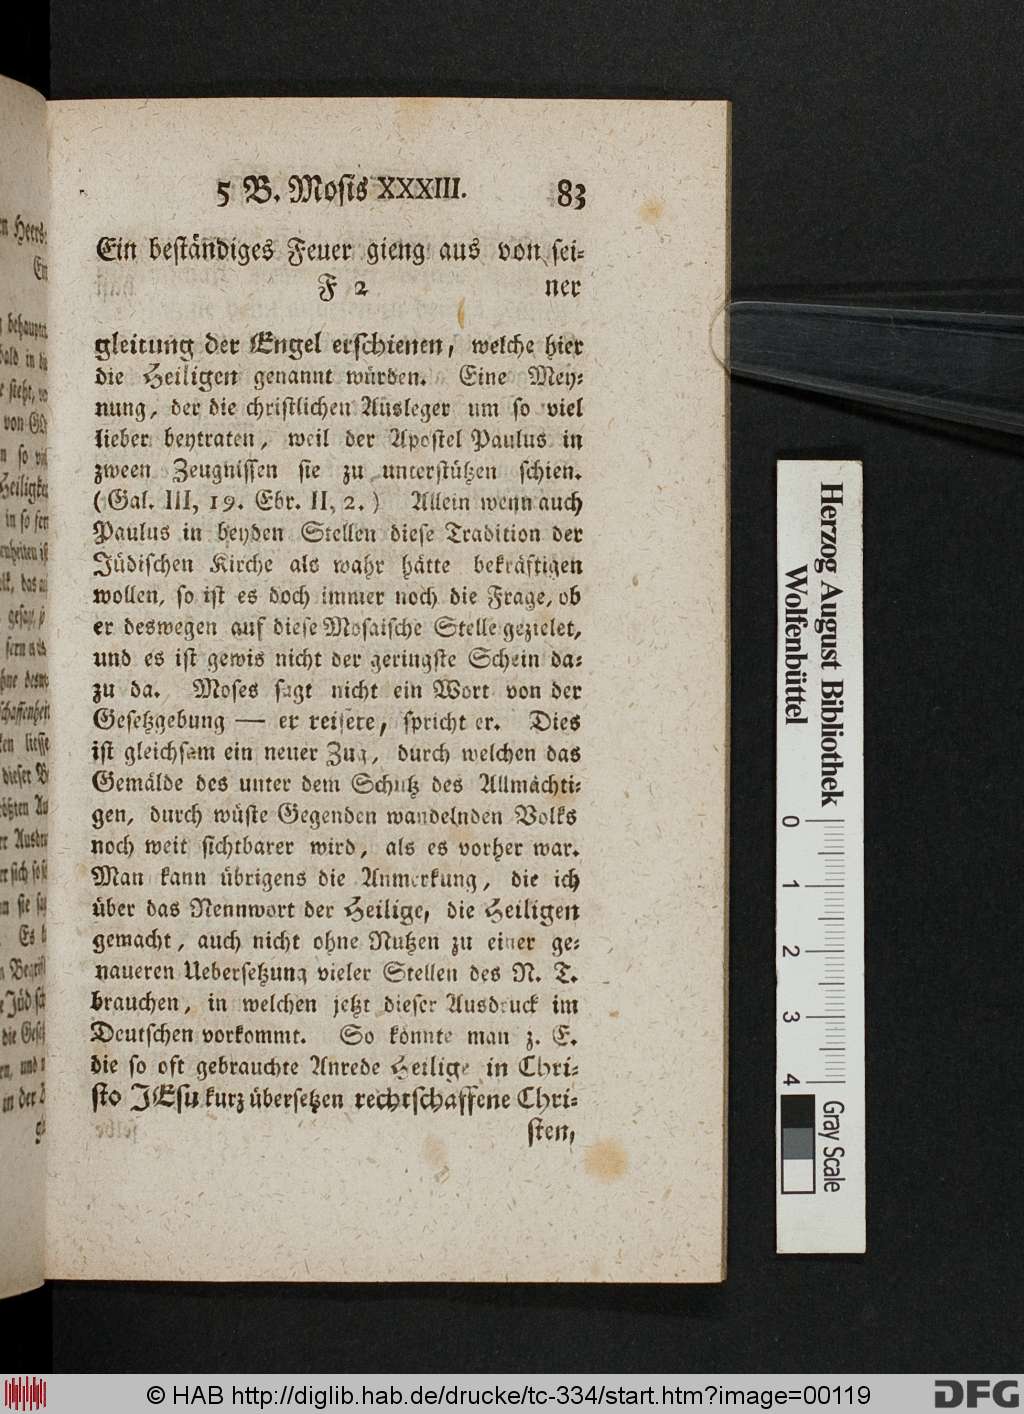 5 B. Mosis XXXIII. 83
Ein beständiges Feuer gieng aus von sei-
F 2 ner
gleitung der Engel erschienen, welche hier
die Heiligen genannt würden. Eine Mey-
nung, der die christlichen Ausleger um so viel
lieber beytraten, weil der Apostel Paulus in
zween Zeugnissen sie zu unterstützen schien.
(Gal. III, 19. Ebr. II, 2.) Allein wenn auch
Paulus in beyden Stellen diese Tradition der
Jüdischen Kirche als wahr hätte bekräftigen
wollen, so ist es doch immer noch die Frage, ob
er deswegen auf diese Mosaische Stelle gezielet,
und es ist gewis nicht der geringste Schein da-
zu da. Moses sagt nicht ein Wort von der
Gesetzgebung — er reisete, spricht er. Dies
ist gleichsam ein neuer Zug, durch welchen das
Gemälde des unter dem Schutz des Allmächti-
gen, durch wüste Gegenden wandelnden Volks
noch weit sichtbarer wird, als es vorher war.
Man kann übrigens die Anmerkung, die ich
über das Nennwort der Heilige, die Heiligen
gemacht, auch nicht ohne Nutzen zu einer ge-
naueren Uebersetzung vieler Stellen des N. T.
brauchen, in welchen jetzt dieser Ausdruck im
Deutschen vorkommt. So könnte man z. E.
die so oft gebrauchte Anrede Heilige in Chri-
sto JEsu kurz übersetzen rechtschaffene Chri-
sten,
Herzog August Bibliothek
Wolfenbüttel
0 1 2 3 4
Gray Scale
© HAB http://diglib.hab.de/drucke/tc-334/start.htm?image=00119
DFG